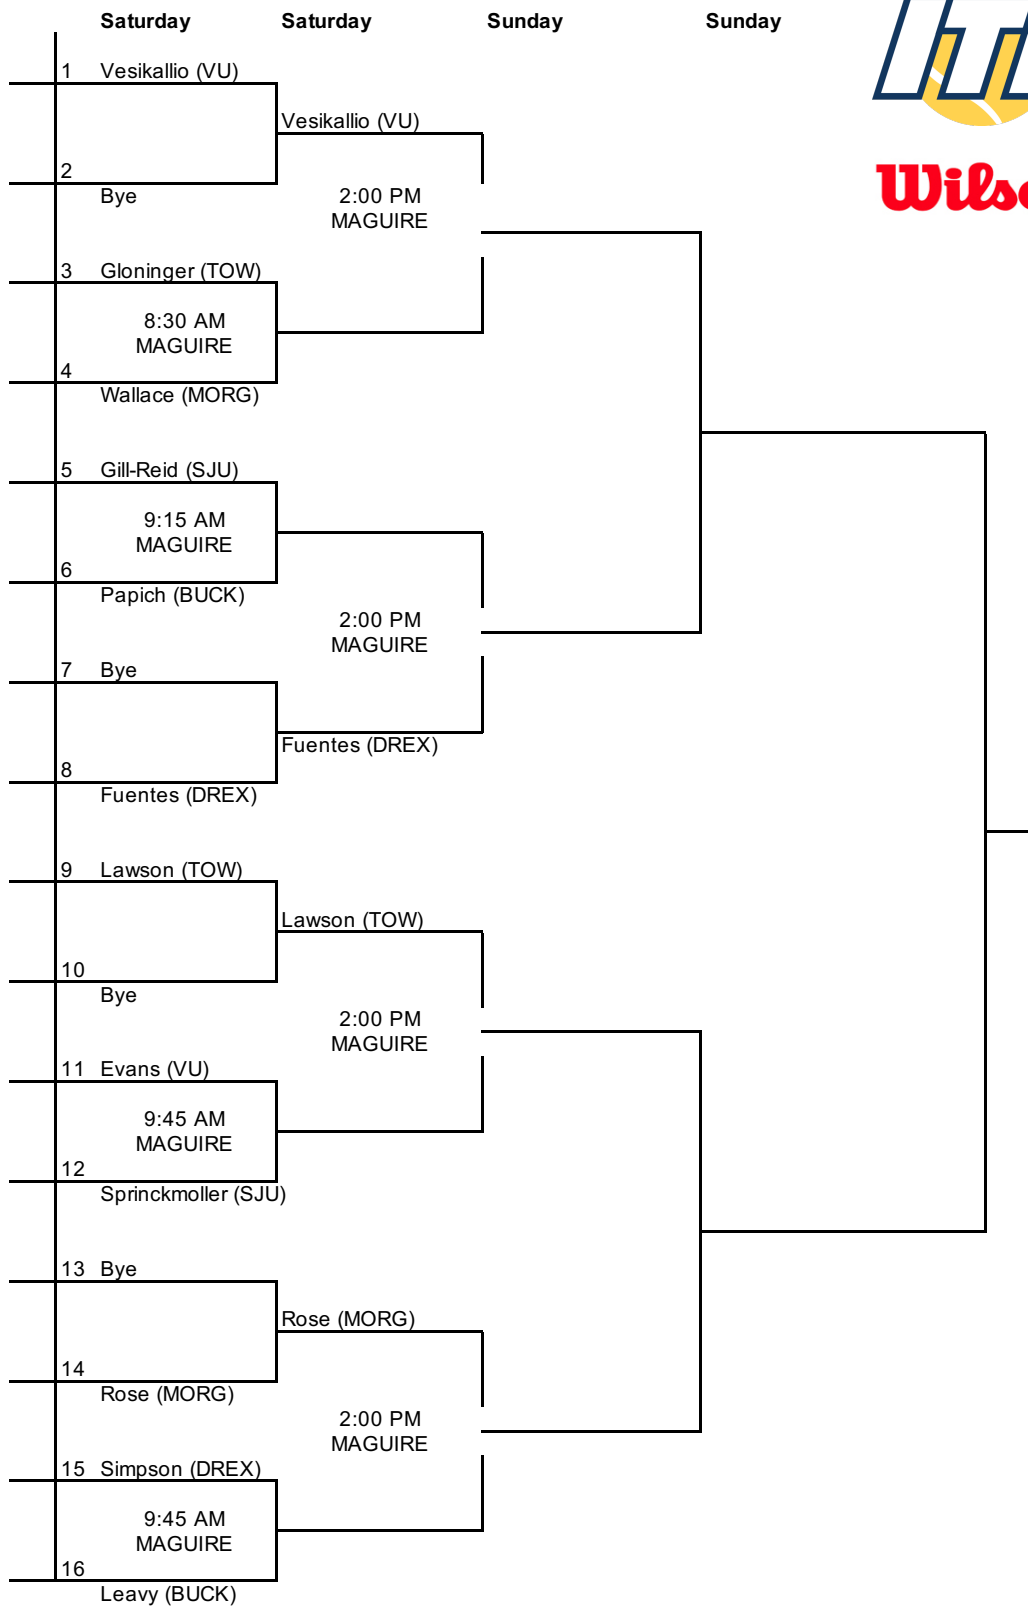 Saturday Saturday Sunday Sunday
1 Vesikallio (VU)
Vesikallio (VU)
2
Bye
2:00 PM
MAGUIRE
3 Gloninger (TOW)
8:30 AM
MAGUIRE
4
Wallace (MORG)
5 Gill-Reid (SJU)
9:15 AM
MAGUIRE
6
Papich (BUCK)
2:00 PM
MAGUIRE
7 Bye
Fuentes (DREX)
8
Fuentes (DREX)
9 Lawson (TOW)
Lawson (TOW)
10
Bye
2:00 PM
MAGUIRE
11 Evans (VU)
9:45 AM
MAGUIRE
12
Sprinckmoller (SJU)
13 Bye
Rose (MORG)
14
Rose (MORG)
2:00 PM
MAGUIRE
15 Simpson (DREX)
9:45 AM
MAGUIRE
16
Leavy (BUCK)